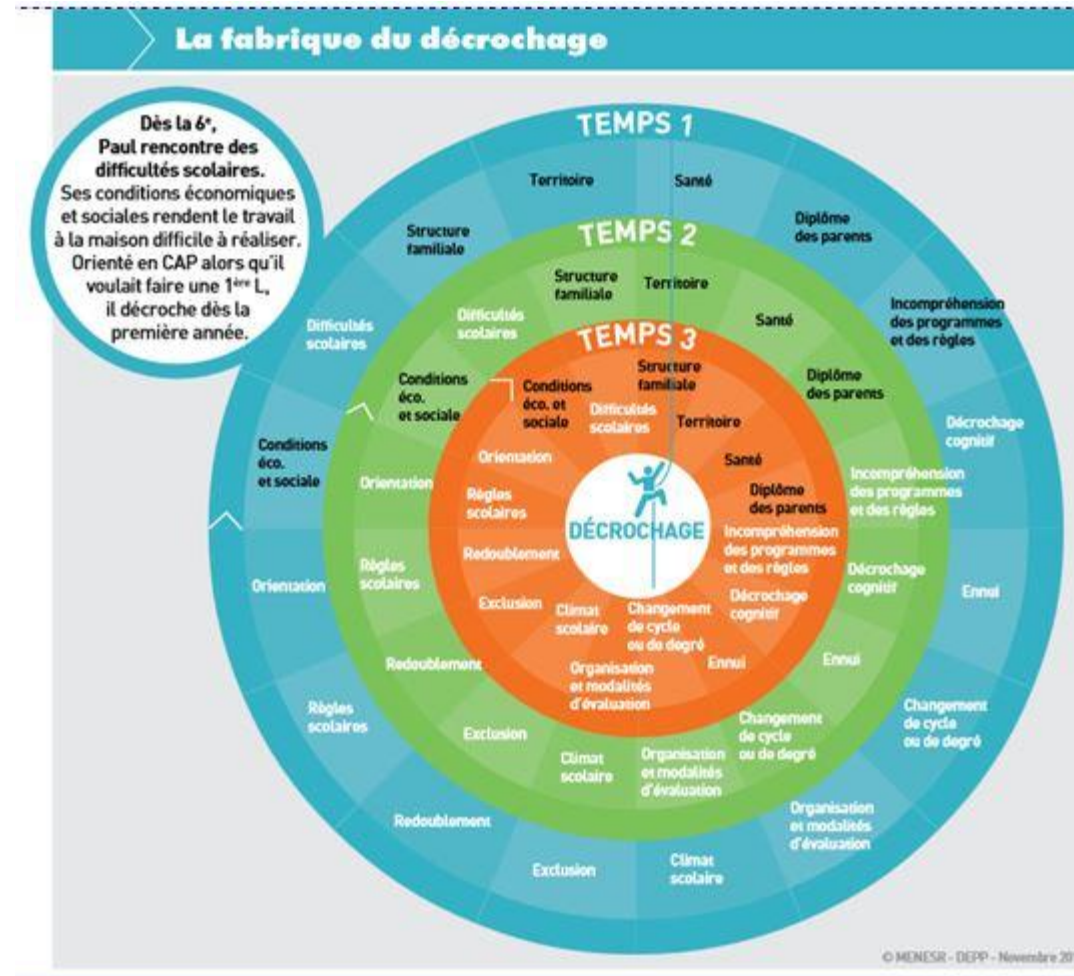 La fabrique du décrochage
Dès la 6e,
Paul rencontre des
difficultés scolaires.
Ses conditions économiques
et sociales rendent le travail
à la maison difficile à réaliser.
Orienté en CAP alors qu'il
voulait faire une 1ère L,
il décroche dès la
première année.
TEMPS 1
Territoire
Santé
Diplôme
des parents
Incompréhension
des programmes
et des règles
Décrochage
cognitif
Ennui
Changement
de cycle
ou de degré
Organisation
et modalités
d'évaluation
Climat
scolaire
Exclusion
Redoublement
Règles
scolaires
Orientation
Conditions
éco.
et sociale
Difficultés
scolaires
Structure
familiale
TEMPS 2
Structure
familiale
Territoire
Santé
Diplôme
des parents
Incompréhension
des programmes
et des règles
Décrochage
cognitif
Ennui
Changement
de cycle
ou de degré
Organisation
et modalités
d'évaluation
Climat
scolaire
Exclusion
Redoublement
Règles
scolaires
Orientation
Conditions
éco.
et sociale
Difficultés
scolaires
TEMPS 3
Structure
familiale
Territoire
Santé
Diplôme
des parents
Incompréhension
des programmes
et des règles
Décrochage
cognitif
Ennui
Changement
de cycle
ou de degré
Organisation
et modalités
d'évaluation
Climat
scolaire
Exclusion
Redoublement
Règles
scolaires
Orientation
Conditions
éco. et
sociale
Difficultés
scolaires
DÉCROCHAGE
© MENESR - DEPP - Novembre